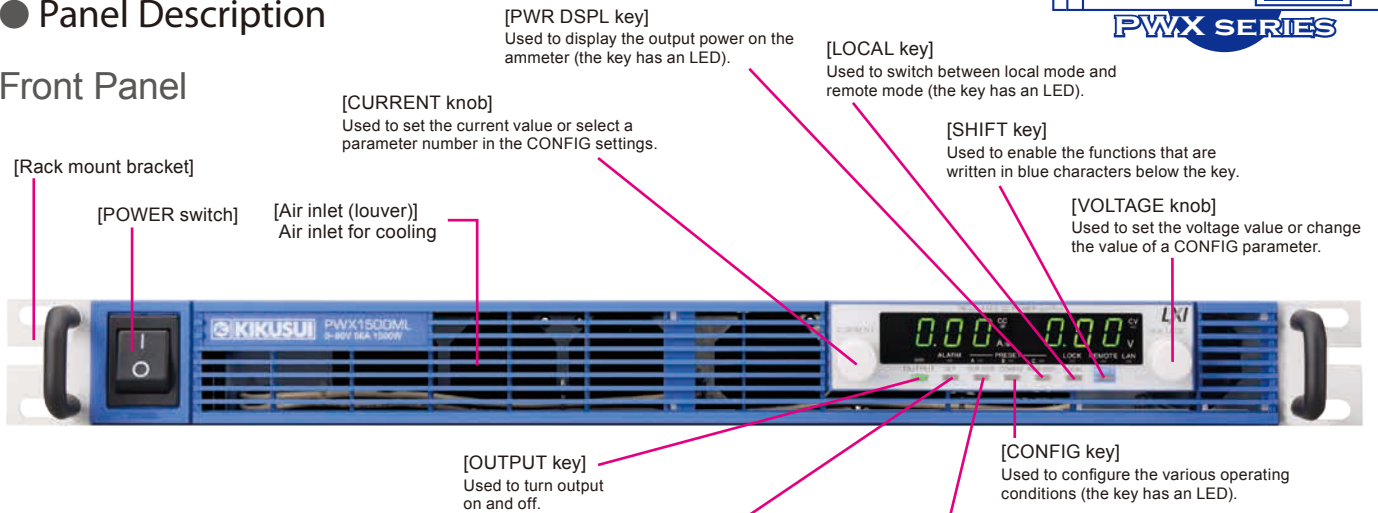 ● Panel Description
PWX SERIES
Front Panel
[PWR DSPL key]
Used to display the output power on the
ammeter (the key has an LED).
[LOCAL key]
Used to switch between local mode and
remote mode (the key has an LED).
[CURRENT knob]
Used to set the current value or select a
parameter number in the CONFIG settings.
[SHIFT key]
Used to enable the functions that are
written in blue characters below the key.
[Rack mount bracket]
[POWER switch]
[Air inlet (louver)]
Air inlet for cooling
[VOLTAGE knob]
Used to set the voltage value or change
the value of a CONFIG parameter.
KIKUSUI PWX1500ML
LXI
CURRENT
VOLTAGE
0.00 CC A 0.00 CV V
ALARM A PRESET B C LOCK REMOTE LAN
OUTPUT SET CONFIG
[OUTPUT key]
Used to turn output
on and off.
[CONFIG key]
Used to configure the various operating
conditions (the key has an LED).